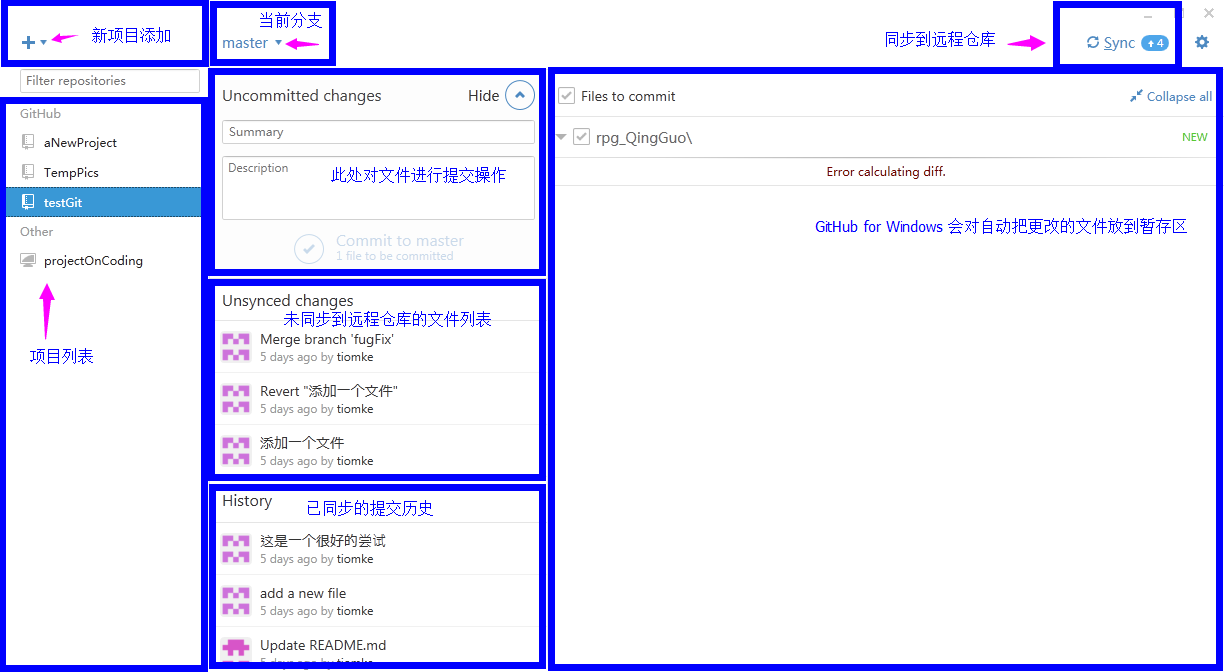 新项目添加
当前分支
master
同步到远程仓库
Sync
4
Filter repositories
GitHub
aNewProject
TempPics
testGit
Other
projectOnCoding
项目列表
Uncommitted changes
Hide
Summary
Description
此处对文件进行提交操作
Commit to master
1 file to be committed
Unsynced changes
未同步到远程仓库的文件列表
Merge branch 'fugFix'
5 days ago by tiomke
Revert "添加一个文件"
5 days ago by tiomke
添加一个文件
5 days ago by tiomke
History
已同步的提交历史
这是一个很好的尝试
5 days ago by tiomke
add a new file
5 days ago by tiomke
Update README.md
5 days ago by tiomke
Files to commit
Collapse all
rpg_QingGuo\
NEW
Error calculating diff.
GitHub for Windows 会对自动把更改的文件放到暂存区